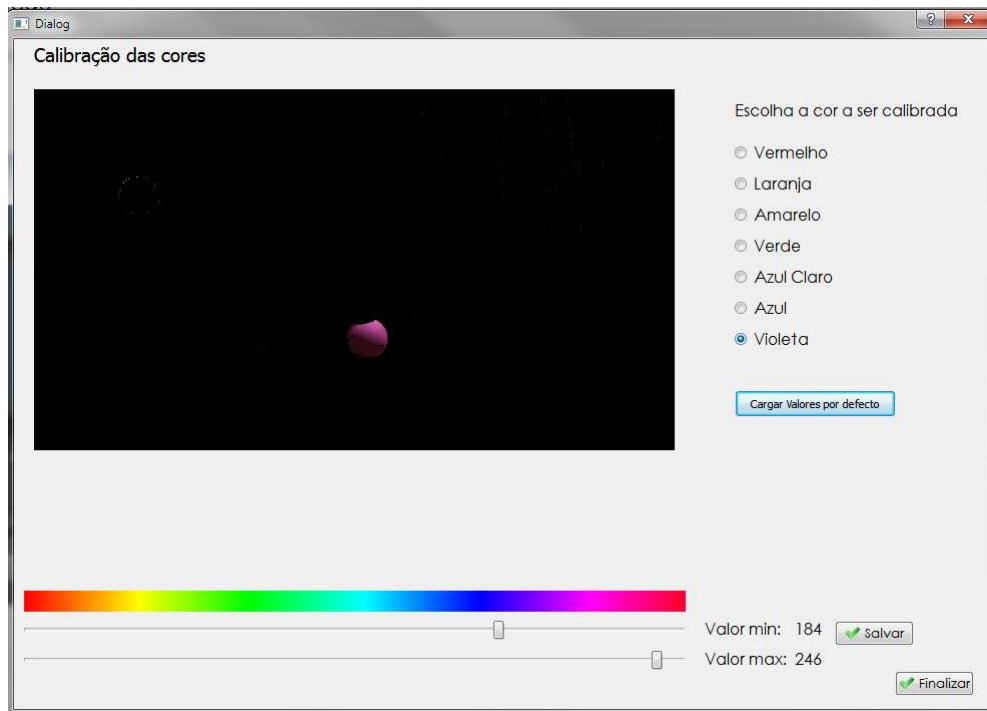 Dialog
Calibração das cores
Escolha a cor a ser calibrada
Vermelho
Laranja
Amarelo
Verde
Azul Claro
Azul
Violeta
Cargar Valores por defecto
Valor min: 184 Salvar
Valor max: 246
Finalizar